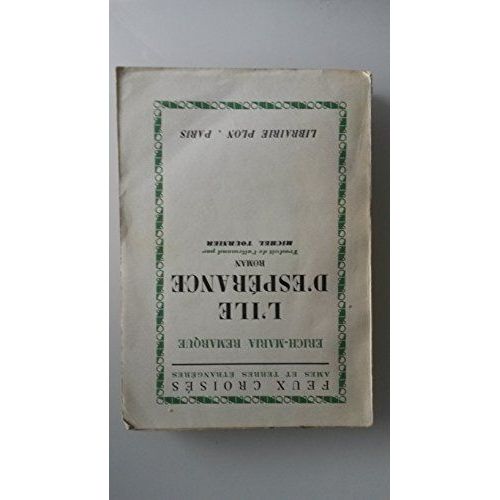 FEUX CROISÉS
AMES ET TERRES ÉTRANGÈRES
ERICH-MARIA REMARQUE
L'ILE
D'ESPÉRANCE
ROMAN
Traduit de l'allemand par
MICHEL TOURNIER
LIBRAIRIE PLON . PARIS